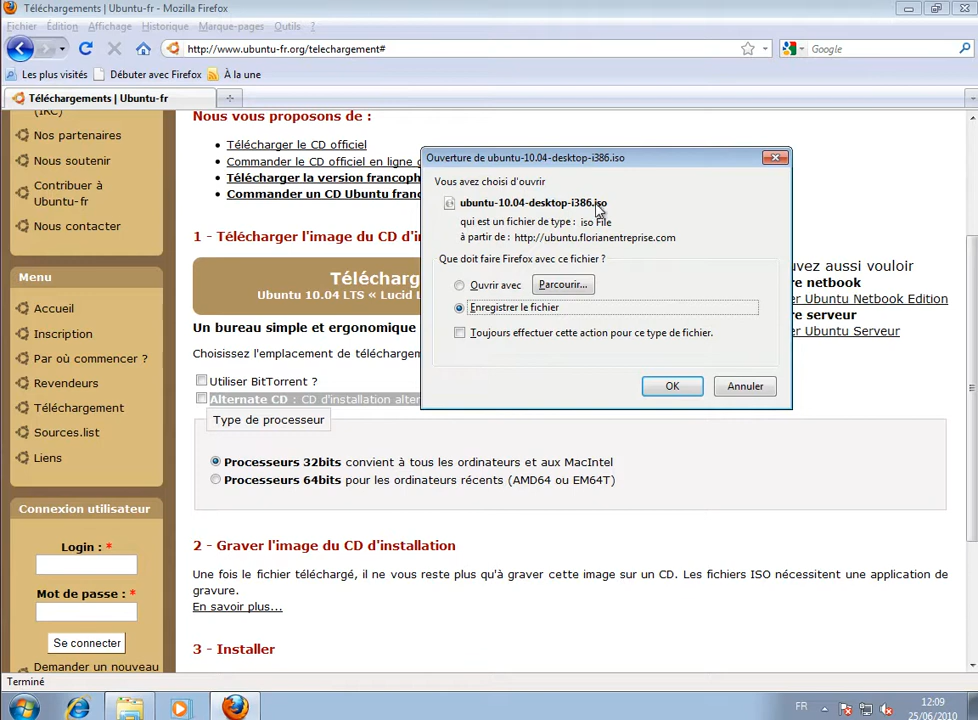 Téléchargements | Ubuntu-fr - Mozilla Firefox
Fichier Édition Affichage Historique Marque-pages Outils ?
http://www.ubuntu-fr.org/telechargement#
Google
Les plus visités Débuter avec Firefox À la une
Téléchargements | Ubuntu-fr
(IRC)
Nos partenaires
Nous soutenir
Contribuer à
Ubuntu-fr
Nous contacter
Menu
Accueil
Inscription
Par où commencer ?
Revendeurs
Téléchargement
Sources.list
Liens
Connexion utilisateur
Login : *
Mot de passe : *
Se connecter
Demander un nouveau
Nous vous proposons de :
Télécharger le CD officiel
Commander le CD officiel en ligne
Télécharger la version francoph
Commander un CD Ubuntu fran
1 - Télécharger l'image du CD d'i
Télécharg
Ubuntu 10.04 LTS « Lucid L
Un bureau simple et ergonomique
Choisissez l'emplacement de téléchargem
Utiliser BitTorrent ?
Alternate CD : CD d'installation alter
Type de processeur
Processeurs 32bits convient à tous les ordinateurs et aux MacIntel
Processeurs 64bits pour les ordinateurs récents (AMD64 ou EM64T)
2 - Graver l'image du CD d'installation
Une fois le fichier téléchargé, il ne vous reste plus qu'à graver cette image sur un CD. Les fichiers ISO nécessitent une application de
gravure.
En savoir plus...
3 - Installer
uvez aussi vouloir
re netbook
er Ubuntu Netbook Edition
re serveur
er Ubuntu Serveur
Ouverture de ubuntu-10.04-desktop-i386.iso
Vous avez choisi d'ouvrir
ubuntu-10.04-desktop-i386.iso
qui est un fichier de type : iso File
à partir de : http://ubuntu.florianentreprise.com
Que doit faire Firefox avec ce fichier ?
Ouvrir avec Parcourir...
Enregistrer le fichier
Toujours effectuer cette action pour ce type de fichier.
OK Annuler
Terminé
FR
12:09
25/06/2010